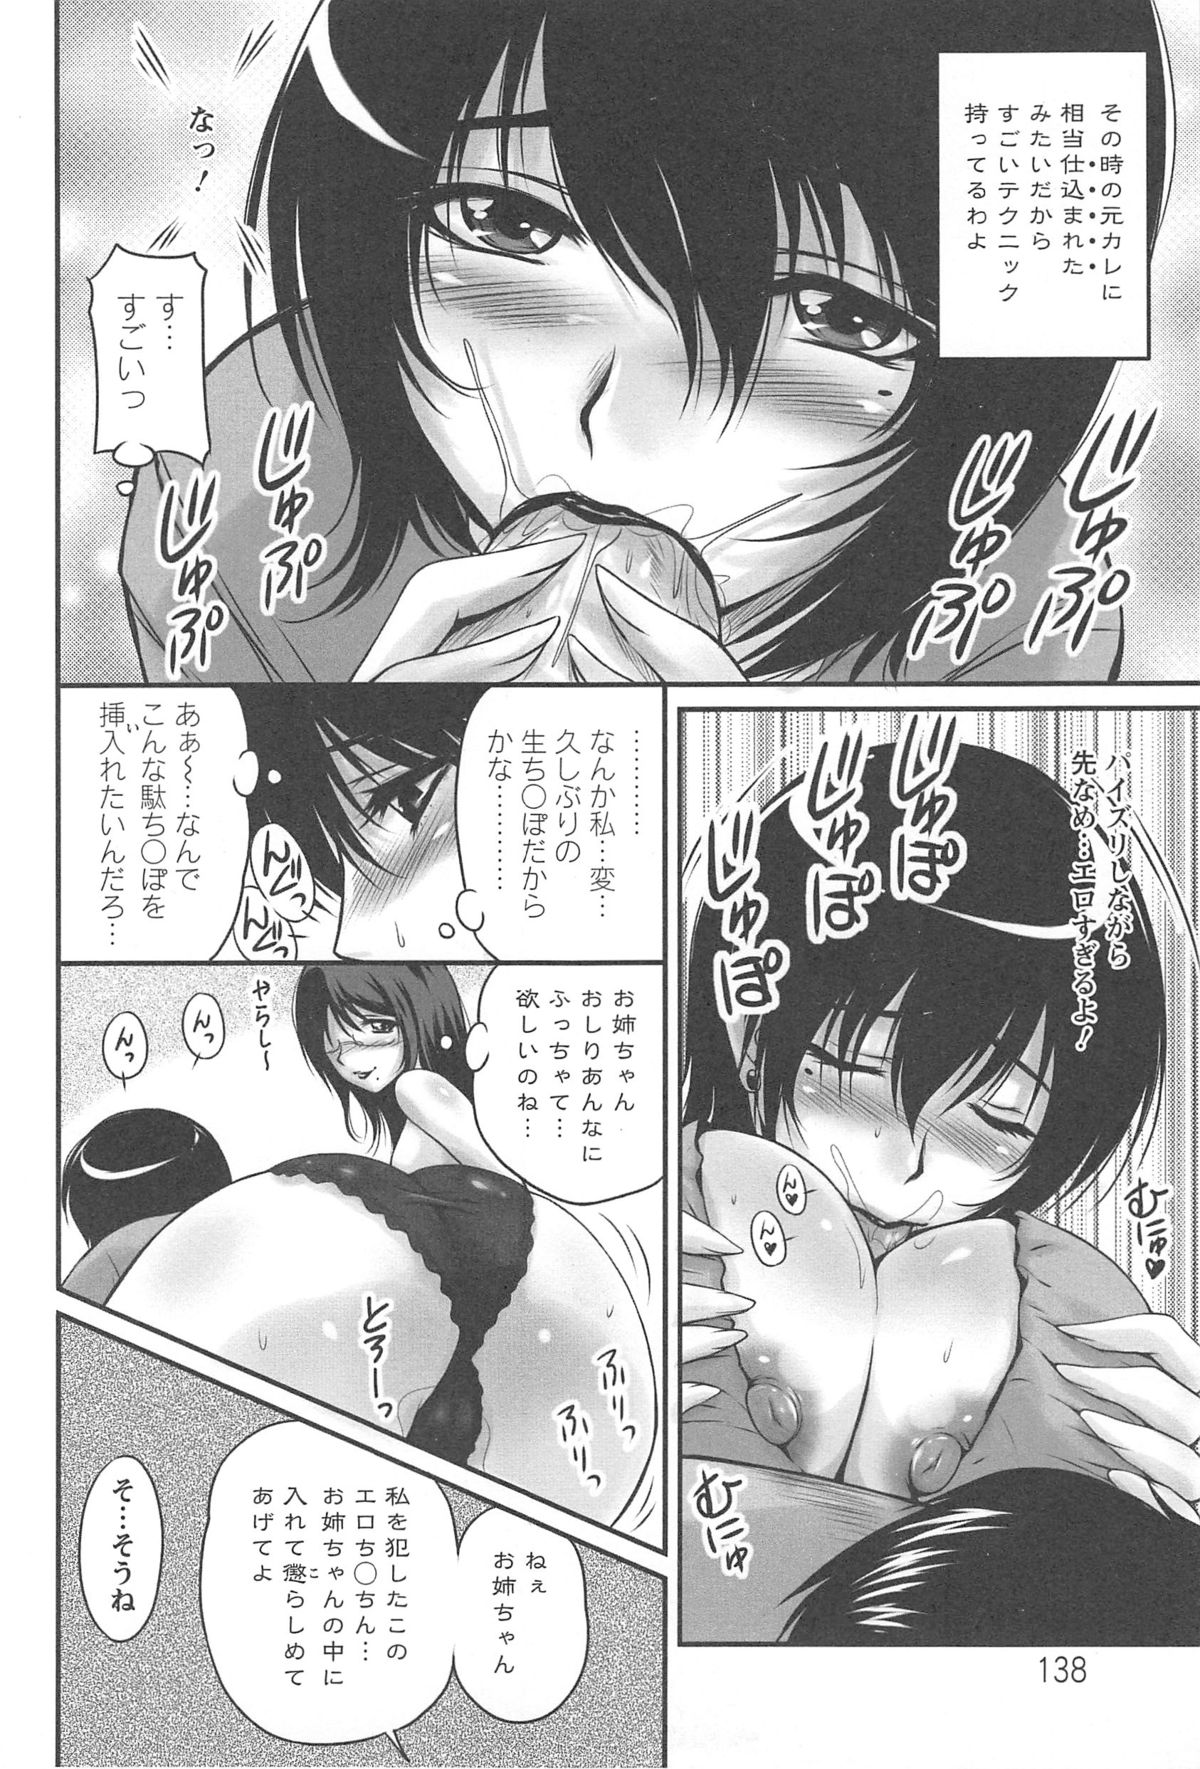 その時の元カレに
相当仕込まれた
みたいだから
すごいテクニック
持ってるわよ
なっ！
す…
すごいっ
じゅぷ
じゅぷ
じゅぷ
じゅぷ
パイズリしながら
先なめ…エロすぎるよ！
じゅぽ
じゅぽ
じゅぽ
ん♥
ん♥
むにゅ♥
むにゅ
…………
なんか私…変…
久しぶりの
生ち〇ぽだから
かな…………
あぁ〜…なんで
こんな駄ち〇ぽを
挿入れたいんだろ…
い
んぐっ
んぐっ
お姉ちゃん
おしりあんなに
ふっちゃて…
欲しいのね…
やらし〜
んっ
んっ
とろーっ
ふりっ
ふりっ
ねぇ
お姉ちゃん
私を犯したこの
エロち〇ちん…
お姉ちゃんの中に
入れて懲らしめて
こ
あげてよ
そ…そうね
138